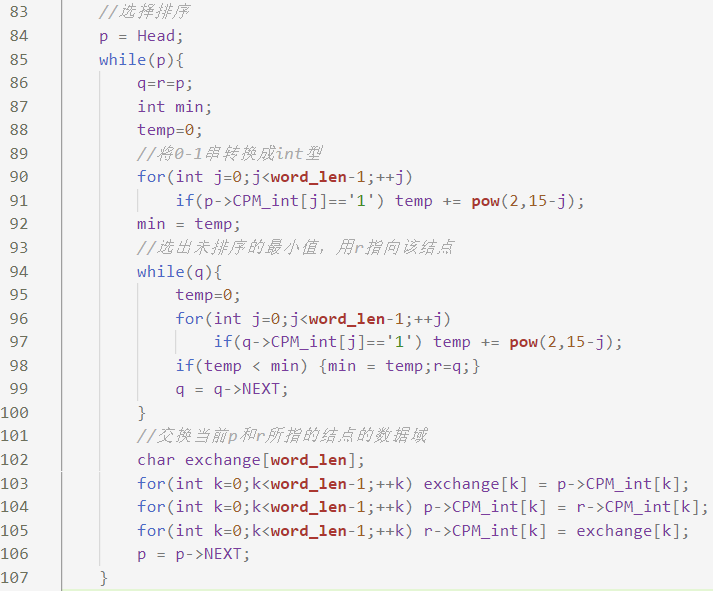 83 //选择排序
84 p = Head;
85 while(p){
86 q=r=p;
87 int min;
88 temp=0;
89 //将0-1串转换成int型
90 for(int j=0;j<word_len-1;++j)
91 if(p->CPM_int[j]=='1') temp += pow(2,15-j);
92 min = temp;
93 //选出未排序的最小值，用r指向该结点
94 while(q){
95 temp=0;
96 for(int j=0;j<word_len-1;++j)
97 if(q->CPM_int[j]=='1') temp += pow(2,15-j);
98 if(temp < min) {min = temp;r=q;}
99 q = q->NEXT;
100 }
101 //交换当前p和r所指的结点的数据域
102 char exchange[word_len];
103 for(int k=0;k<word_len-1;++k) exchange[k] = p->CPM_int[k];
104 for(int k=0;k<word_len-1;++k) p->CPM_int[k] = r->CPM_int[k];
105 for(int k=0;k<word_len-1;++k) r->CPM_int[k] = exchange[k];
106 p = p->NEXT;
107 }